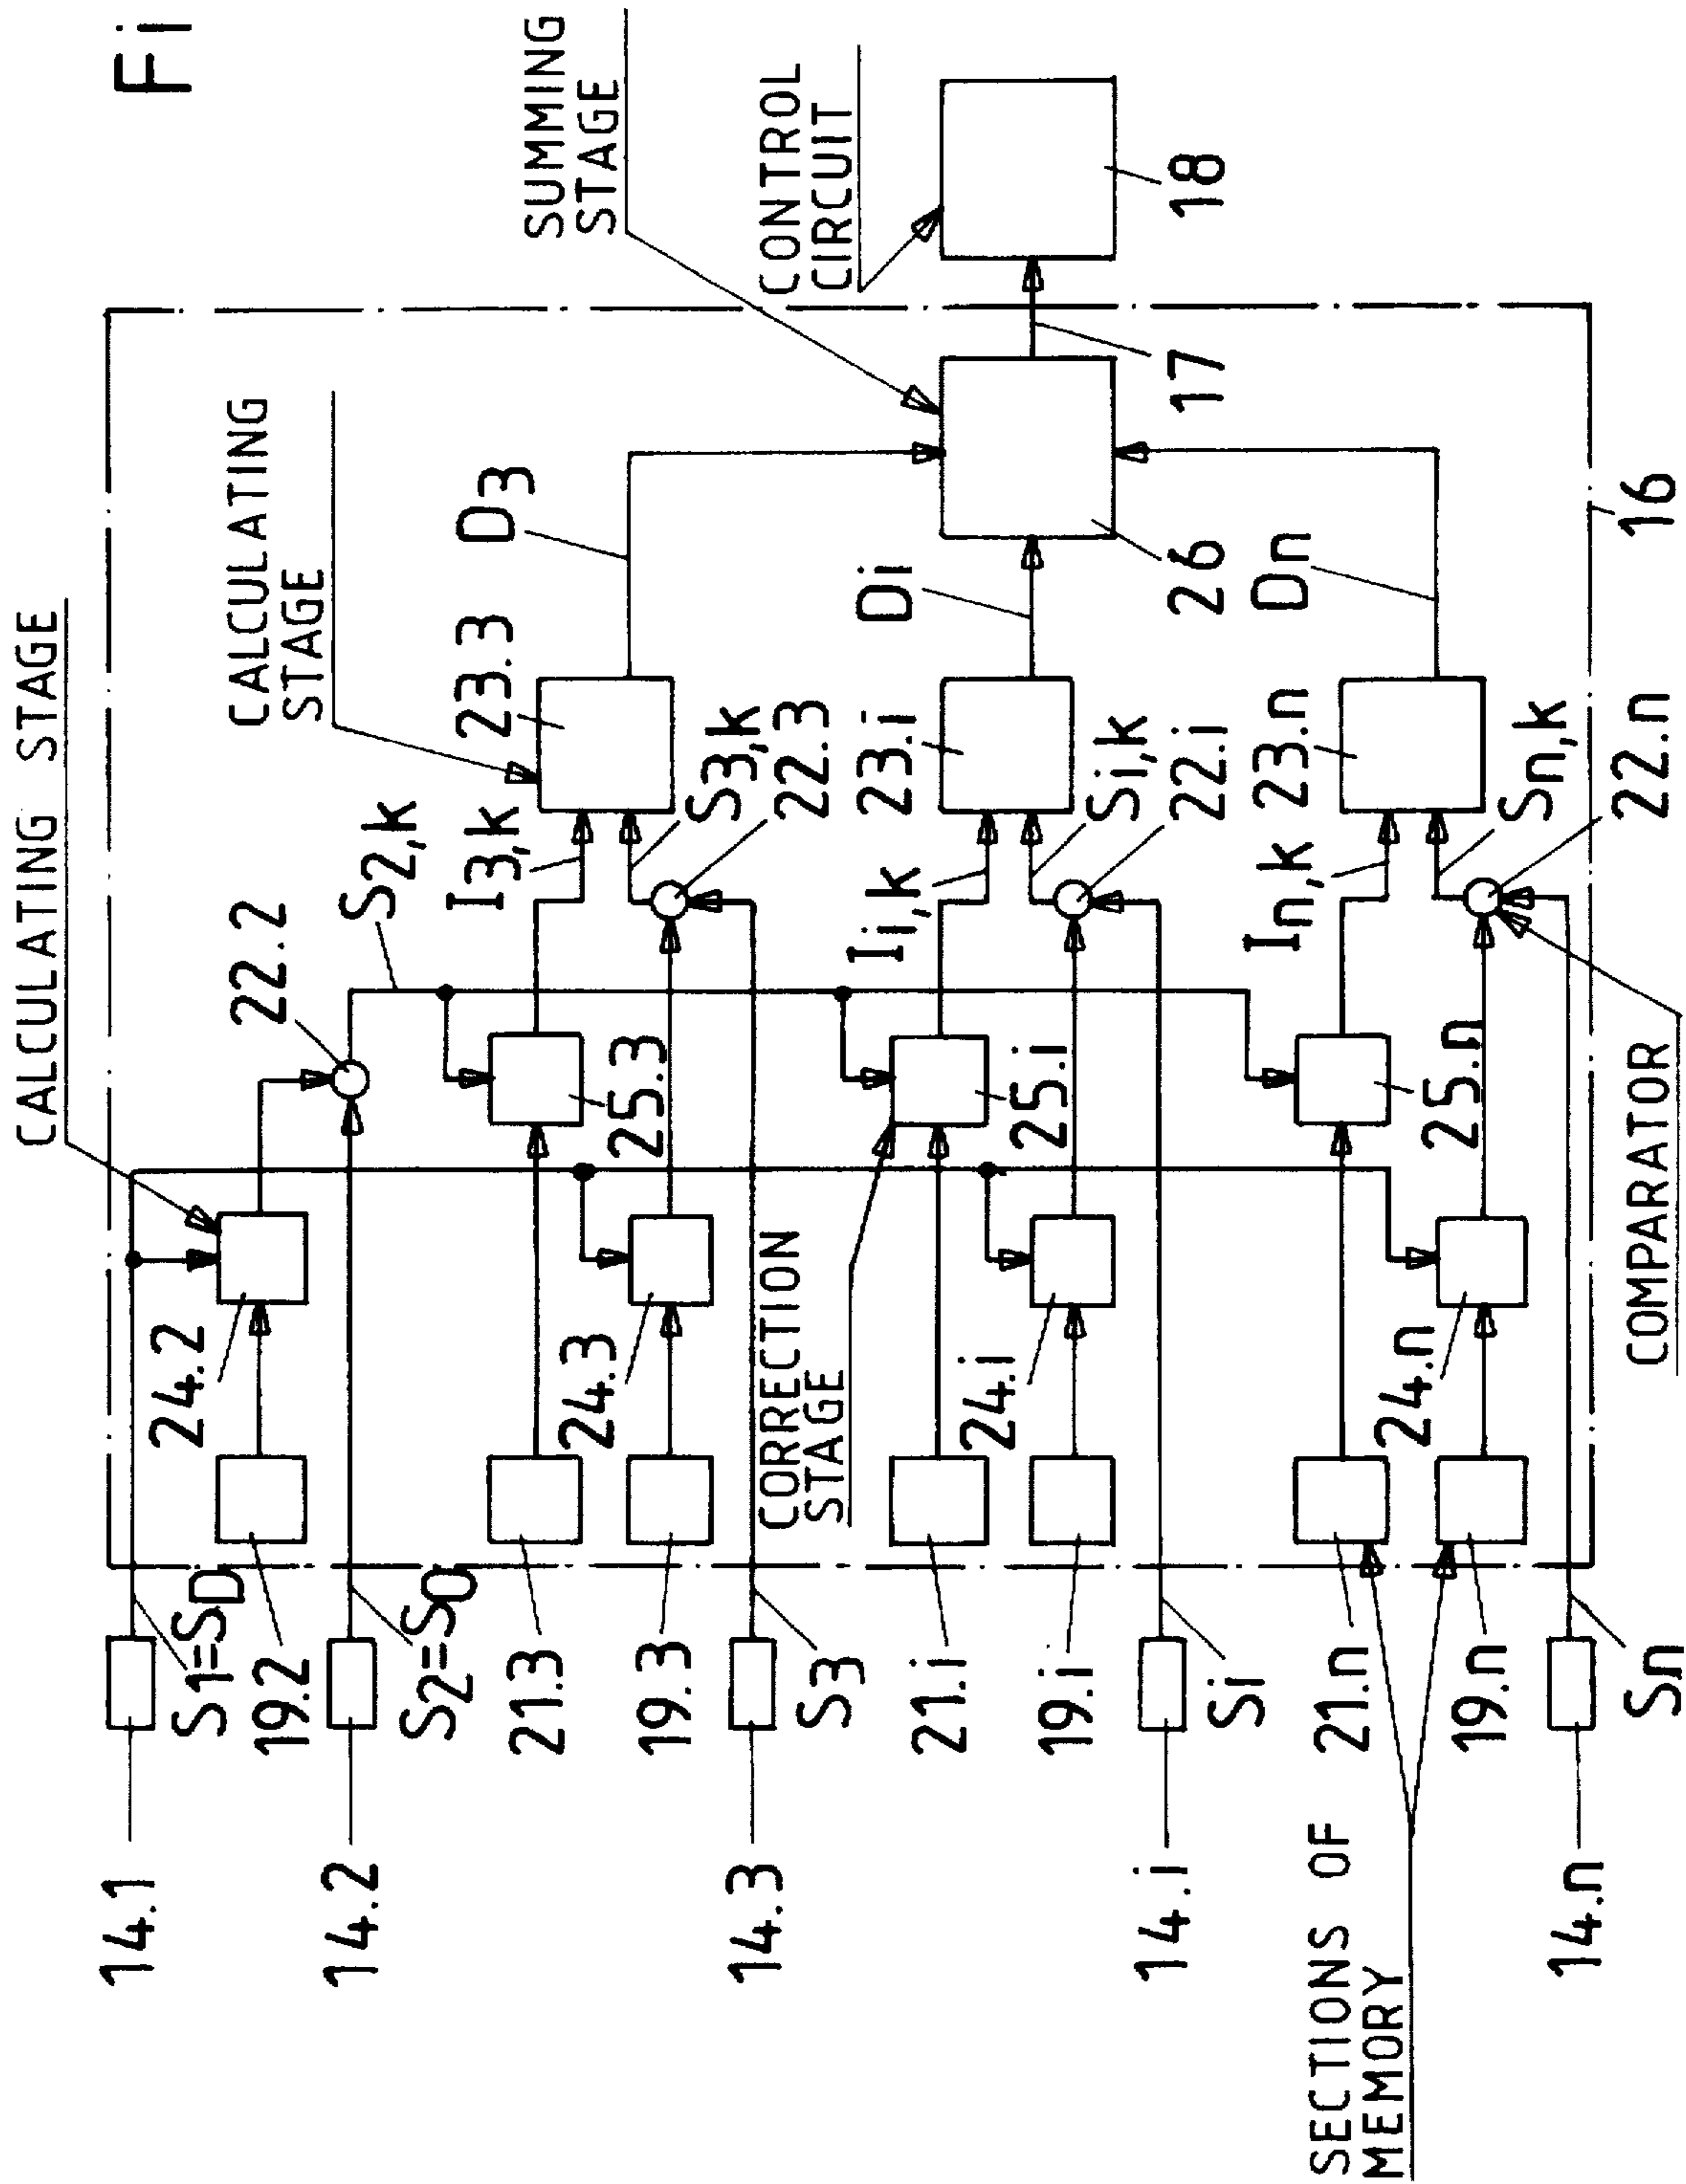 Fi
SUMMING
STAGE
CONTROL
CIRCUIT
18
17
CALCULATING
STAGE
CALCULATING STAGE
D3
Di
26
Dn
16
23.3
23.i
23.n
S2,k
I3,k
S3,k
22.3
Ii,k
Si,k
22.i
In,k
Sn,k
22.n
22.2
25.3
25.i
25.n
COMPARATOR
24.2
24.3
CORRECTION
STAGE
24.i
24.n
S1=SD
19.2
S2=SO
21.3
19.3
S3
21.i
19.i
Si
21.n
19.n
Sn
14.1
14.2
14.3
14.i
14.n
SECTIONS OF
MEMORY